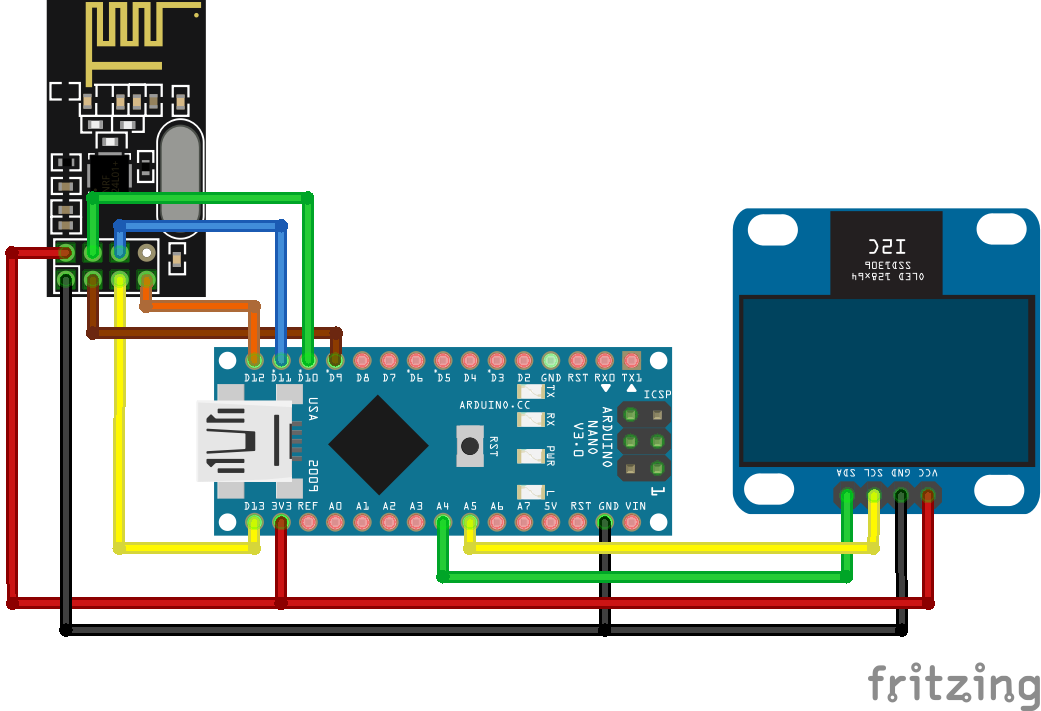 NRF
24L01+
I2C
SSD1306
OLED 128x64
SDA SCL GND VCC
D12 D11 D10 D9 D8 D7 D6 D5 D4 D3 D2 GND RST RX0 TX1
TX
RX
PWR
L
ICSP
1
USA
2009
ARDUINO.CC
RST
ARDUINO
NANO
V3.0
D13 3V3 REF A0 A1 A2 A3 A4 A5 A6 A7 5V RST GND VIN
fritzing